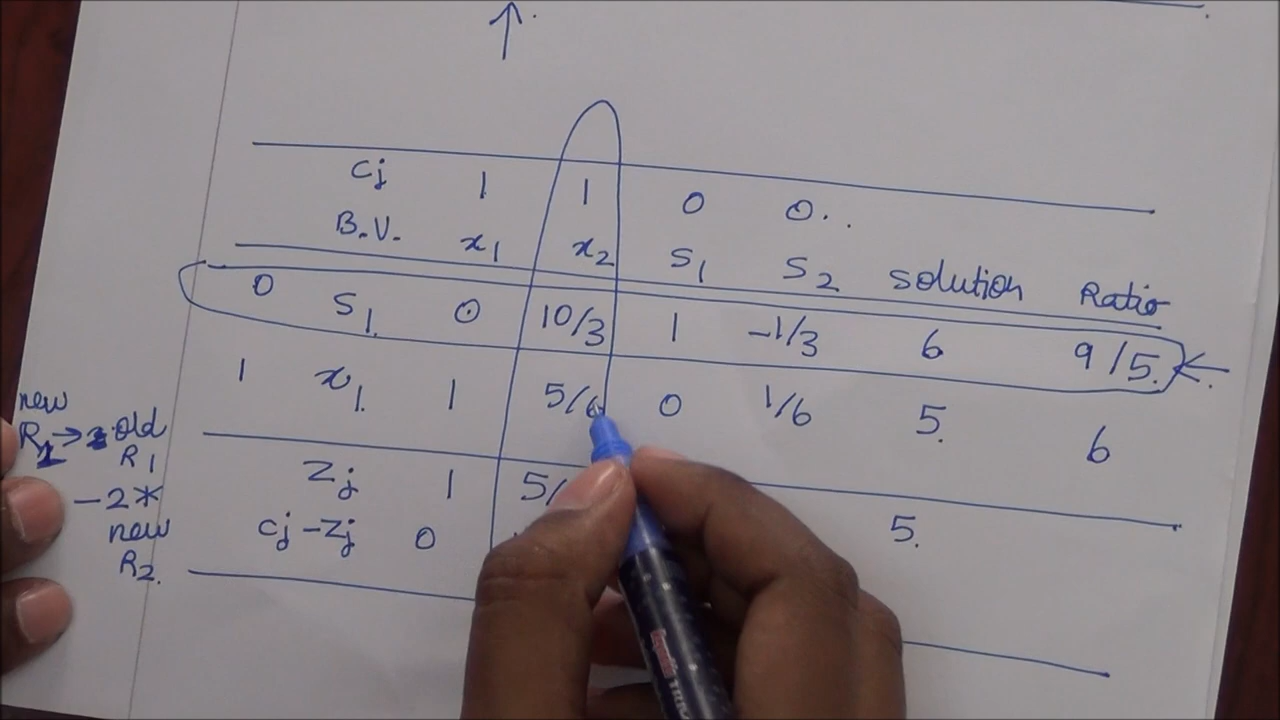 Cj 1 1 0 0
B.V. x1 x2 S1 S2 Solution Ratio
0 S1 0 10/3 1 -1/3 6 9/5
1 x1 1 5/6 0 1/6 5 6
Zj 1 5/ 5
Cj-Zj 0
new
old
R1
-2*
new
R2